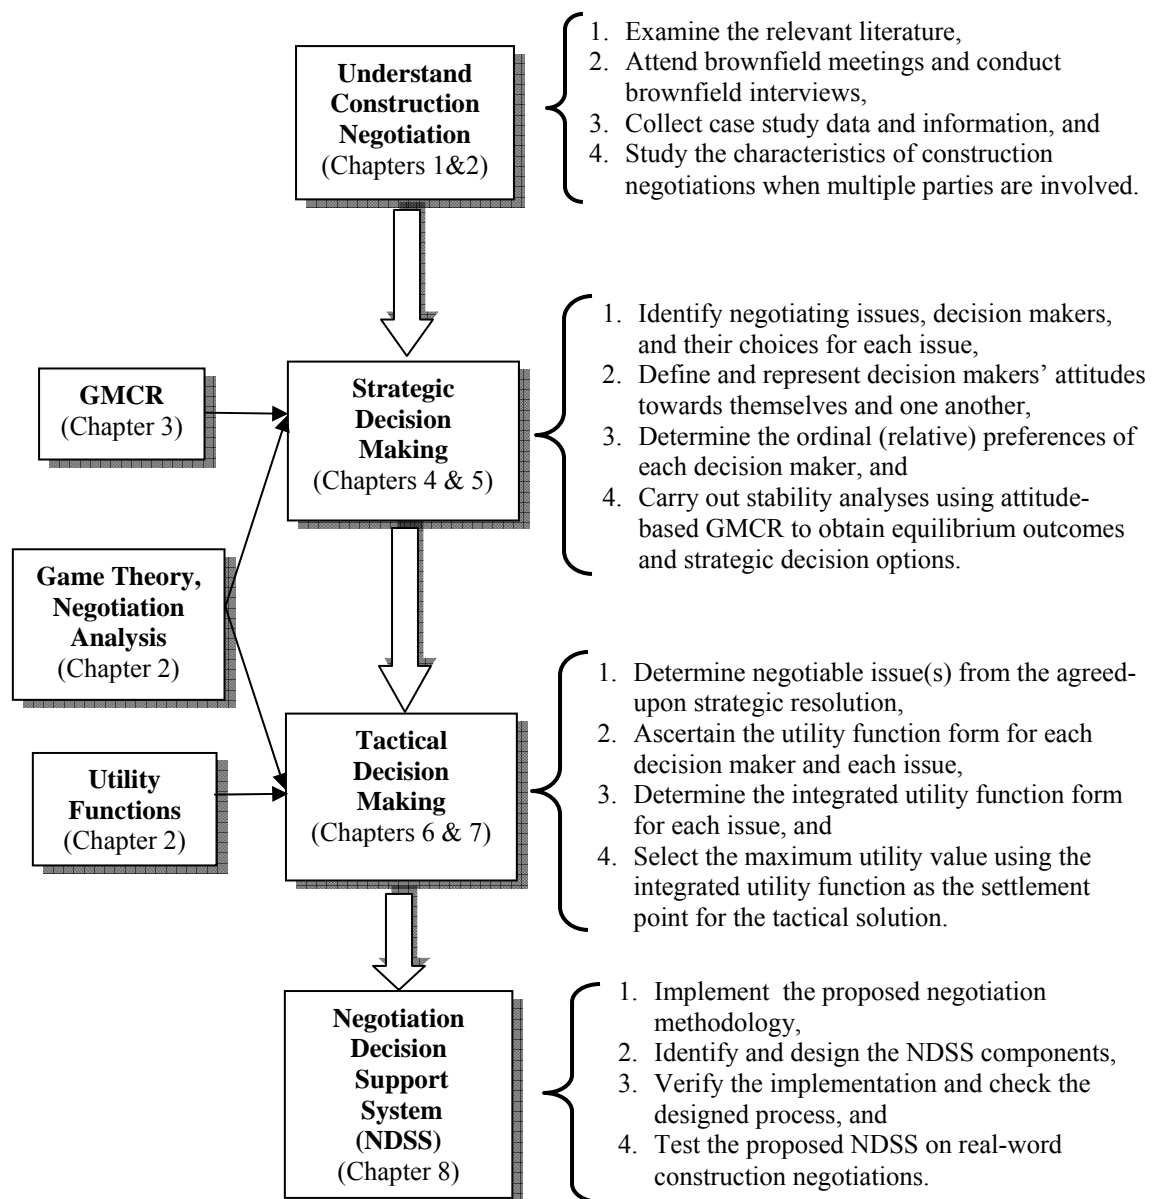 Understand
Construction
Negotiation
(Chapters 1&2)
1. Examine the relevant literature,
2. Attend brownfield meetings and conduct
brownfield interviews,
3. Collect case study data and information, and
4. Study the characteristics of construction
negotiations when multiple parties are involved.
GMCR
(Chapter 3)
Strategic
Decision
Making
(Chapters 4 & 5)
1. Identify negotiating issues, decision makers,
and their choices for each issue,
2. Define and represent decision makers’ attitudes
towards themselves and one another,
3. Determine the ordinal (relative) preferences of
each decision maker, and
4. Carry out stability analyses using attitude-
based GMCR to obtain equilibrium outcomes
and strategic decision options.
Game Theory,
Negotiation
Analysis
(Chapter 2)
Utility
Functions
(Chapter 2)
Tactical
Decision
Making
(Chapters 6 & 7)
1. Determine negotiable issue(s) from the agreed-
upon strategic resolution,
2. Ascertain the utility function form for each
decision maker and each issue,
3. Determine the integrated utility function form
for each issue, and
4. Select the maximum utility value using the
integrated utility function as the settlement
point for the tactical solution.
Negotiation
Decision
Support
System
(NDSS)
(Chapter 8)
1. Implement the proposed negotiation
methodology,
2. Identify and design the NDSS components,
3. Verify the implementation and check the
designed process, and
4. Test the proposed NDSS on real-word
construction negotiations.